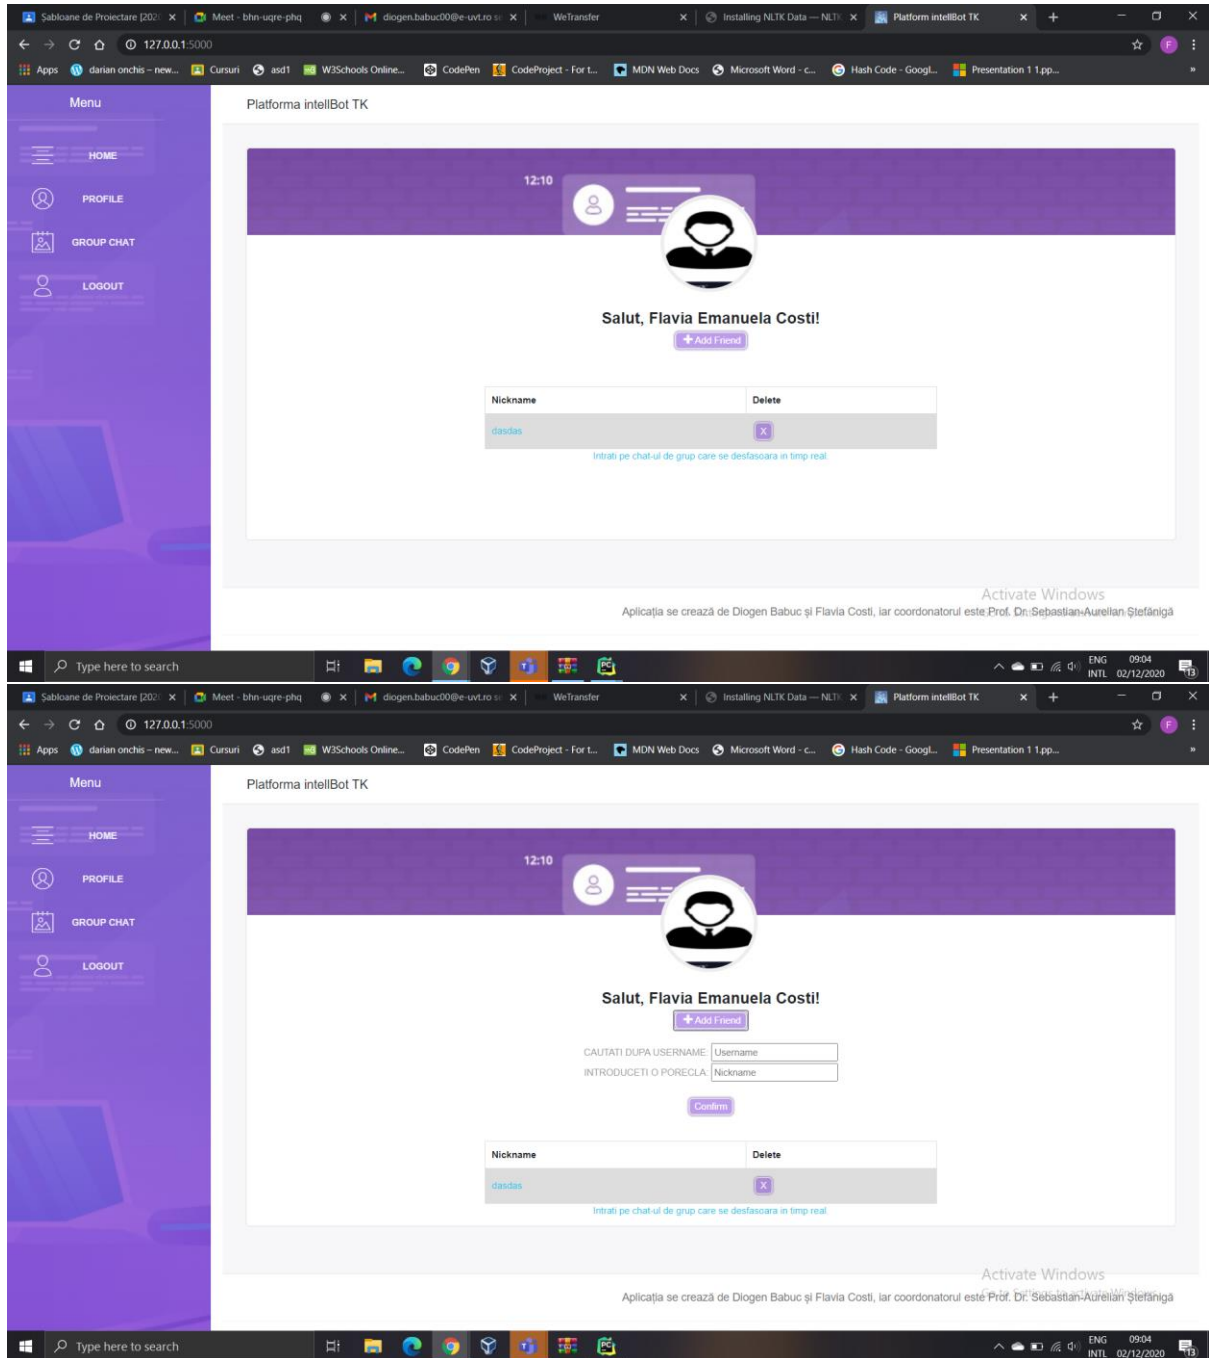 Șabloane de Proiectare [202
Meet - bhn-uqre-phq
diogen.babuc00@e-uvt.ro
WeTransfer
Installing NLTK Data — NLTK
Platform intellBot TK
127.0.0.1:5000
F
Apps
darian onchis – new...
Cursuri
asd1
W3Schools Online...
CodePen
CodeProject - For t...
MDN Web Docs
Microsoft Word - c...
Hash Code - Googl...
Presentation 1 1.pp...
»
Menu
Platforma intellBot TK
HOME
PROFILE
GROUP CHAT
LOGOUT
12:10
Salut, Flavia Emanuela Costi!
Add Friend
Nickname Delete
dasdas X
Intrati pe chat-ul de grup care se desfasoara in timp real
Activate Windows
Aplicația se crează de Diogen Babuc și Flavia Costi, iar coordonatorul este Prof. Dr. Sebastian-Aurelian Ștefănigă
Type here to search
ENG 09:04
INTL 02/12/2020
13
Șabloane de Proiectare [202
Meet - bhn-uqre-phq
diogen.babuc00@e-uvt.ro
WeTransfer
Installing NLTK Data — NLTK
Platform intellBot TK
127.0.0.1:5000
F
Apps
darian onchis – new...
Cursuri
asd1
W3Schools Online...
CodePen
CodeProject - For t...
MDN Web Docs
Microsoft Word - c...
Hash Code - Googl...
Presentation 1 1.pp...
»
Menu
Platforma intellBot TK
HOME
PROFILE
GROUP CHAT
LOGOUT
12:10
Salut, Flavia Emanuela Costi!
Add Friend
CAUTATI DUPA USERNAME: Username
INTRODUCETI O PORECLA: Nickname
Confirm
Nickname Delete
dasdas X
Intrati pe chat-ul de grup care se desfasoara in timp real
Activate Windows
Aplicația se crează de Diogen Babuc și Flavia Costi, iar coordonatorul este Prof. Dr. Sebastian-Aurelian Ștefănigă
Type here to search
ENG 09:04
INTL 02/12/2020
13